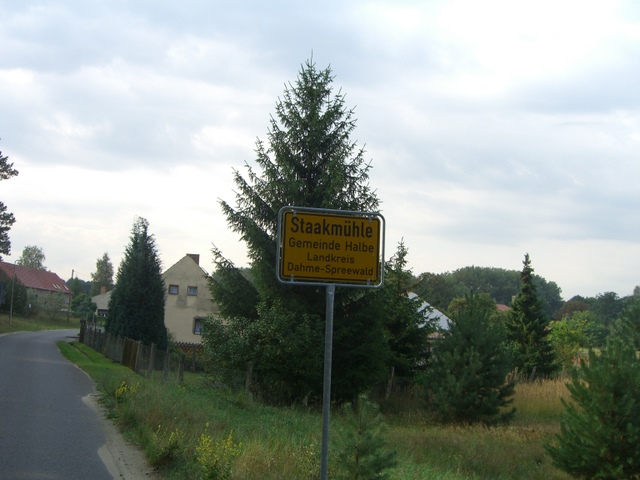 Staakmühle
Gemeinde Halbe
Landkreis
Dahme-Spreewald